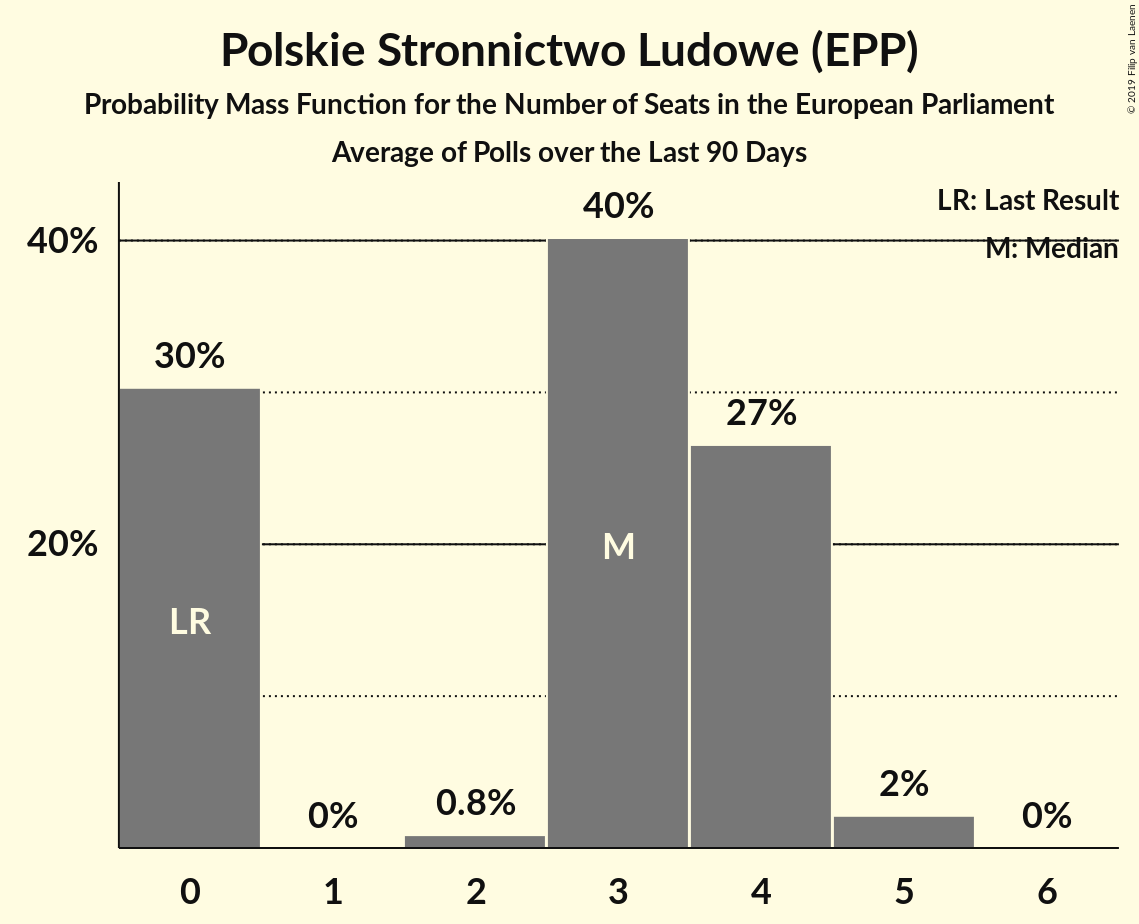 Polskie Stronnictwo Ludowe (EPP)
Probability Mass Function for the Number of Seats in the European Parliament
Average of Polls over the Last 90 Days
© 2019 Filip van Laenen
LR: Last Result
M: Median
40%
20%
30%
0%
0.8%
40%
27%
2%
0%
LR
M
0 1 2 3 4 5 6